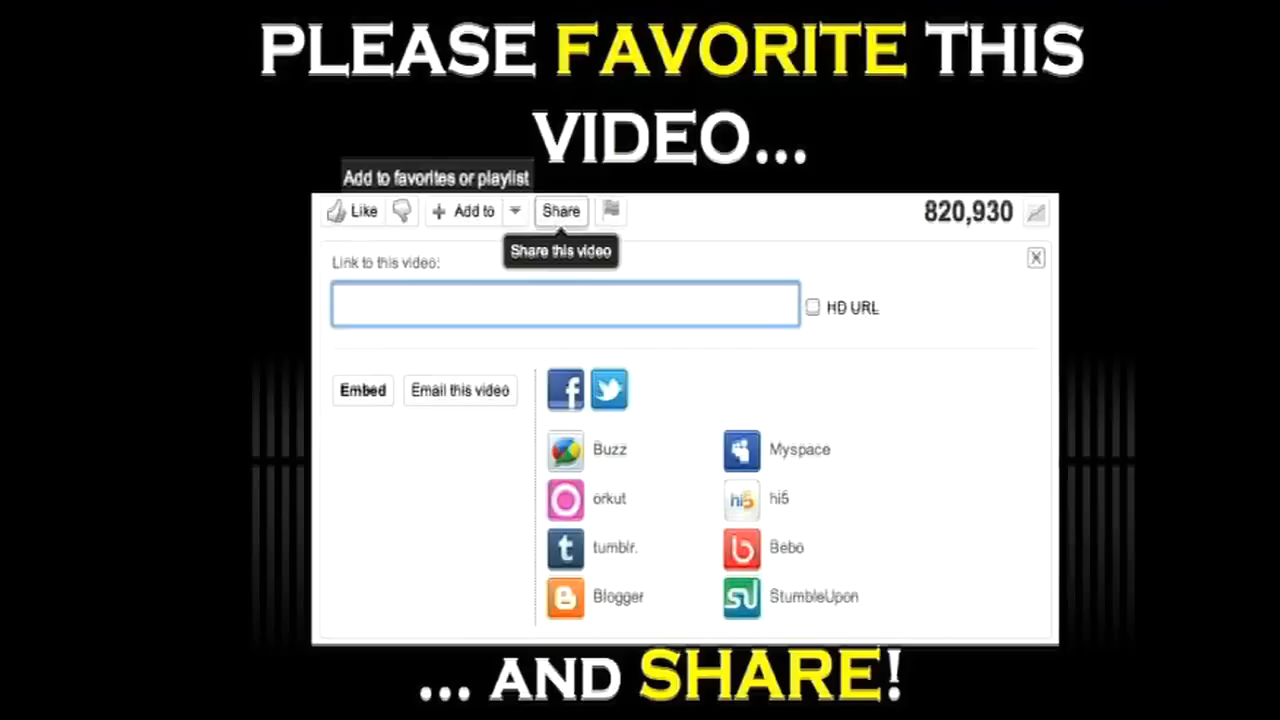 PLEASE FAVORITE THIS
VIDEO...
Add to favorites or playlist
Like
Add to
Share
820,930
Share this video
Link to this video:
HD URL
Embed
Email this video
Buzz
Myspace
orkut
hi5
hi5
tumblr.
Bebo
Blogger
StumbleUpon
... AND SHARE!